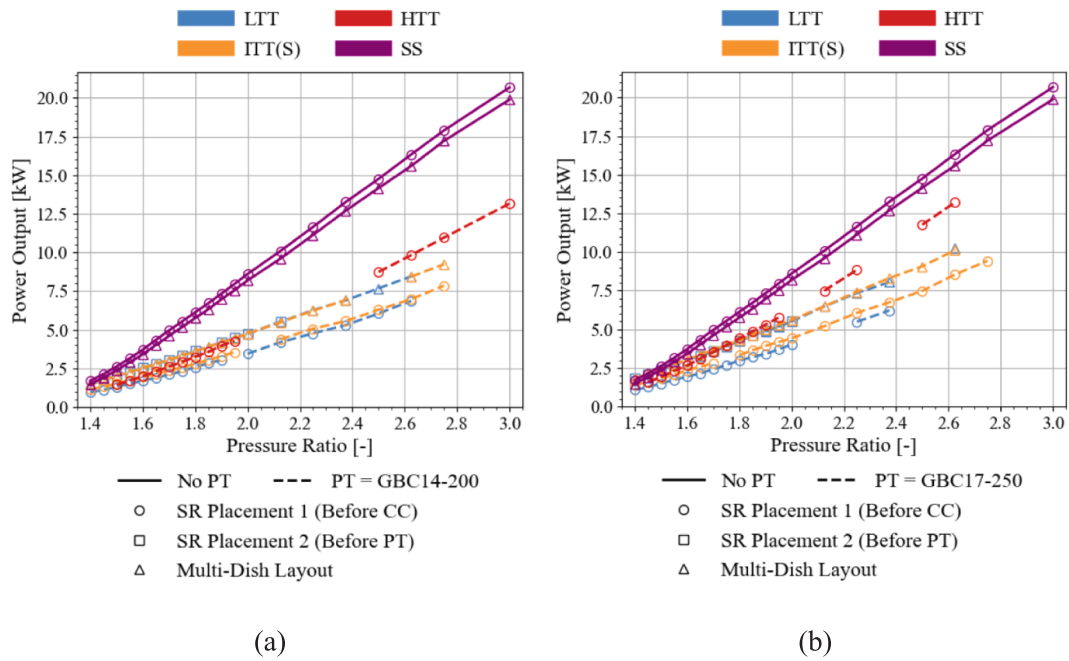 LTT HTT
ITT(S) SS
Power Output [kW]
20.0
17.5
15.0
12.5
10.0
7.5
5.0
2.5
0.0
1.4 1.6 1.8 2.0 2.2 2.4 2.6 2.8 3.0
Pressure Ratio [-]
No PT PT = GBC14-200
SR Placement 1 (Before CC)
SR Placement 2 (Before PT)
Multi-Dish Layout
(a)
LTT HTT
ITT(S) SS
Power Output [kW]
20.0
17.5
15.0
12.5
10.0
7.5
5.0
2.5
0.0
1.4 1.6 1.8 2.0 2.2 2.4 2.6 2.8 3.0
Pressure Ratio [-]
No PT PT = GBC17-250
SR Placement 1 (Before CC)
SR Placement 2 (Before PT)
Multi-Dish Layout
(b)